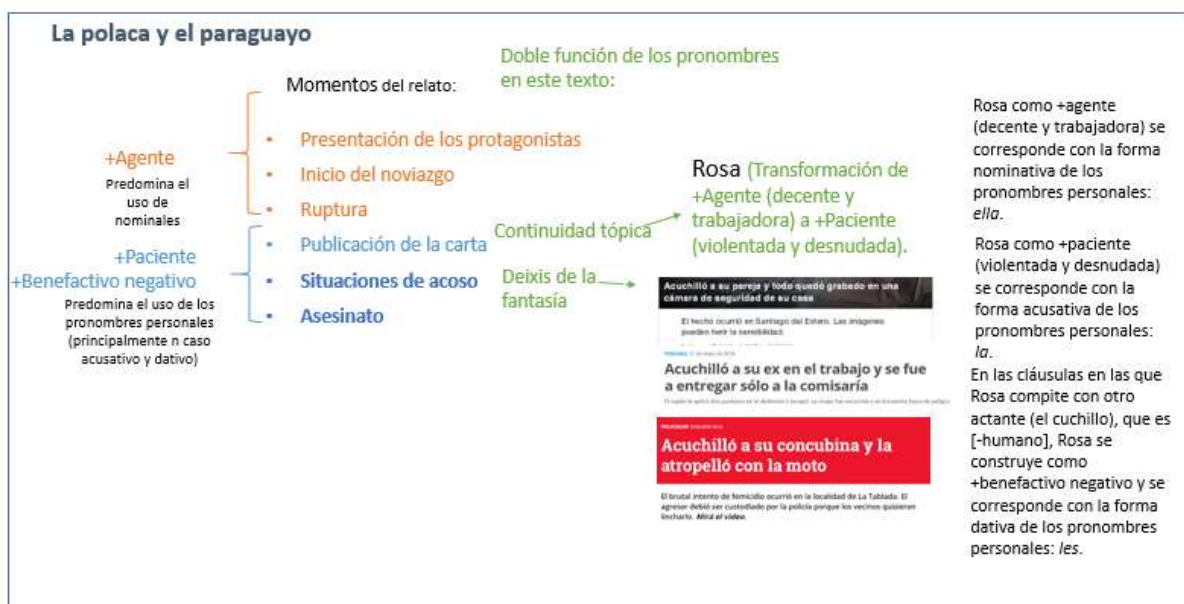 La polaca y el paraguayo
Momentos del relato:
Doble función de los pronombres
en este texto:
+Agente
Predomina el
uso de
nominales
• Presentación de los protagonistas
• Inicio del noviazgo
• Ruptura
+Paciente
+Benefactivo negativo
Predomina el uso de los
pronombres personales
(principalmente n caso
acusativo y dativo)
• Publicación de la carta
• Situaciones de acoso
• Asesinato
Continuidad tópica
Rosa (Transformación de
+Agente (decente y
trabajadora) a +Paciente
(violentada y desnudada).
Deixis de la
fantasía
Acuchilló a su pareja y todo quedó grabado en una
cámara de seguridad de su casa
El hecho ocurrió en Santiago del Estero. Las imágenes
pueden herir la sensibilidad.
Acuchilló a su ex en el trabajo y se fue
a entregar sólo a la comisaría
Acuchilló a su concubina y la
atropelló con la moto
El brutal intento de femicidio ocurrió en la localidad de La Tablada. El
agresor debió ser custodiado por la policía porque los vecinos quisieron
lincharlo. Mirá el video.
Rosa como +agente
(decente y trabajadora) se
corresponde con la forma
nominativa de los
pronombres personales:
ella.
Rosa como +paciente
(violentada y desnudada)
se corresponde con la
forma acusativa de los
pronombres personales:
la.
En las cláusulas en las que
Rosa compite con otro
actante (el cuchillo), que es
[-humano], Rosa se
construye como
+benefactivo negativo y se
corresponde con la forma
dativa de los pronombres
personales: les.